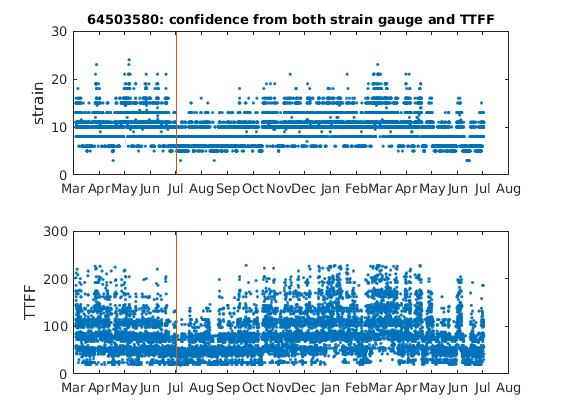 64503580: confidence from both strain gauge and TTFF
30
20
10
0
strain
Mar Apr May Jun Jul Aug Sep Oct Nov Dec Jan Feb Mar Apr May Jun Jul Aug
300
200
100
0
TTFF
Mar Apr May Jun Jul Aug Sep Oct Nov Dec Jan Feb Mar Apr May Jun Jul Aug